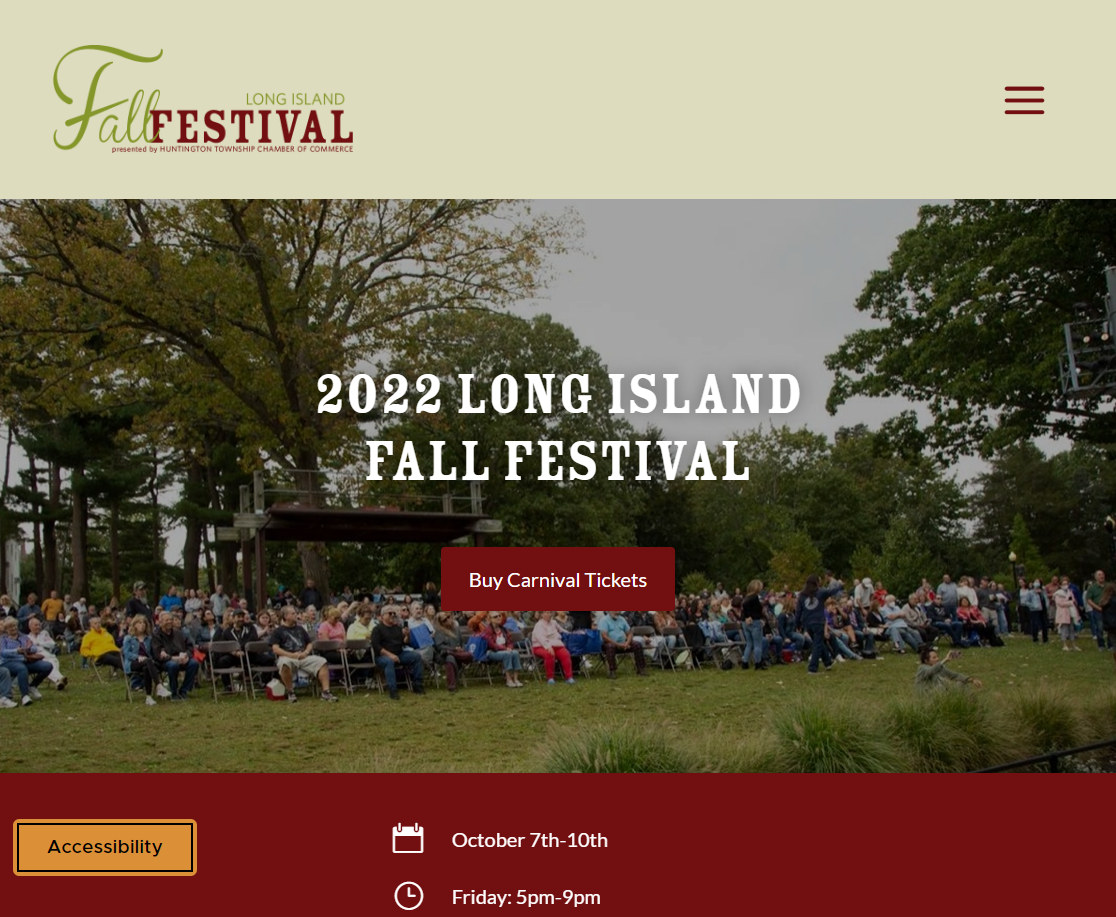 Fall
LONG ISLAND
FESTIVAL
presented by HUNTINGTON TOWNSHIP CHAMBER OF COMMERCE
2022 LONG ISLAND
FALL FESTIVAL
Buy Carnival Tickets
Accessibility
October 7th-10th
Friday: 5pm-9pm